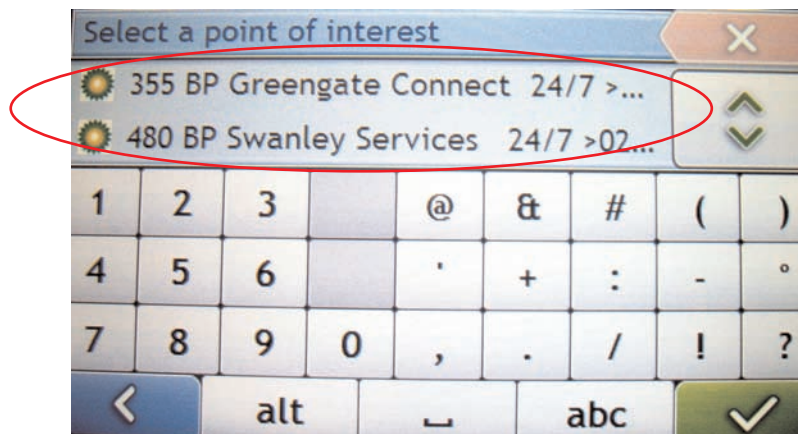 Select a point of interest
355 BP Greengate Connect 24/7 >...
480 BP Swanley Services 24/7 >02...
1 2 3 @ & # ( )
4 5 6 ' + : - °
7 8 9 0 , . / ! ?
alt abc